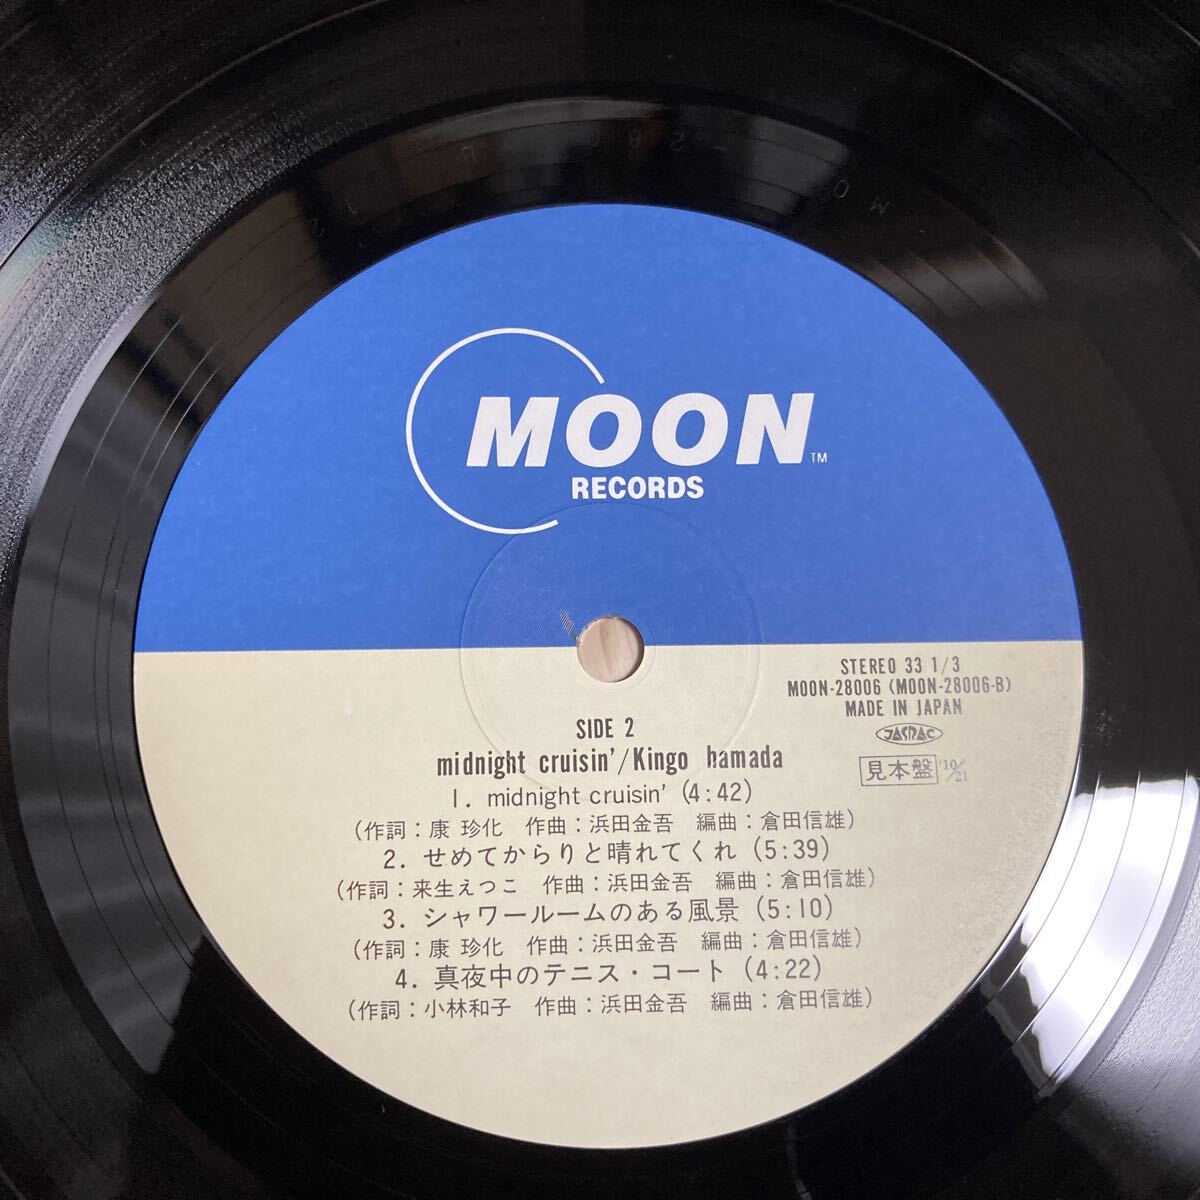 MOON TM
RECORDS
STEREO 33 1/3
MOON-28006 (MOON-28006-B)
MADE IN JAPAN
JASRAC
見本盤 '10/21
SIDE 2
midnight cruisin'/Kingo hamada
1. midnight cruisin' (4:42)
(作詞：康 珍化 作曲：浜田金吾 編曲：倉田信雄)
2. せめてからりと晴れてくれ (5:39)
(作詞：来生えつこ 作曲：浜田金吾 編曲：倉田信雄)
3. シャワールームのある風景 (5:10)
(作詞：康 珍化 作曲：浜田金吾 編曲：倉田信雄)
4. 真夜中のテニス・コート (4:22)
(作詞：小林和子 作曲：浜田金吾 編曲：倉田信雄)